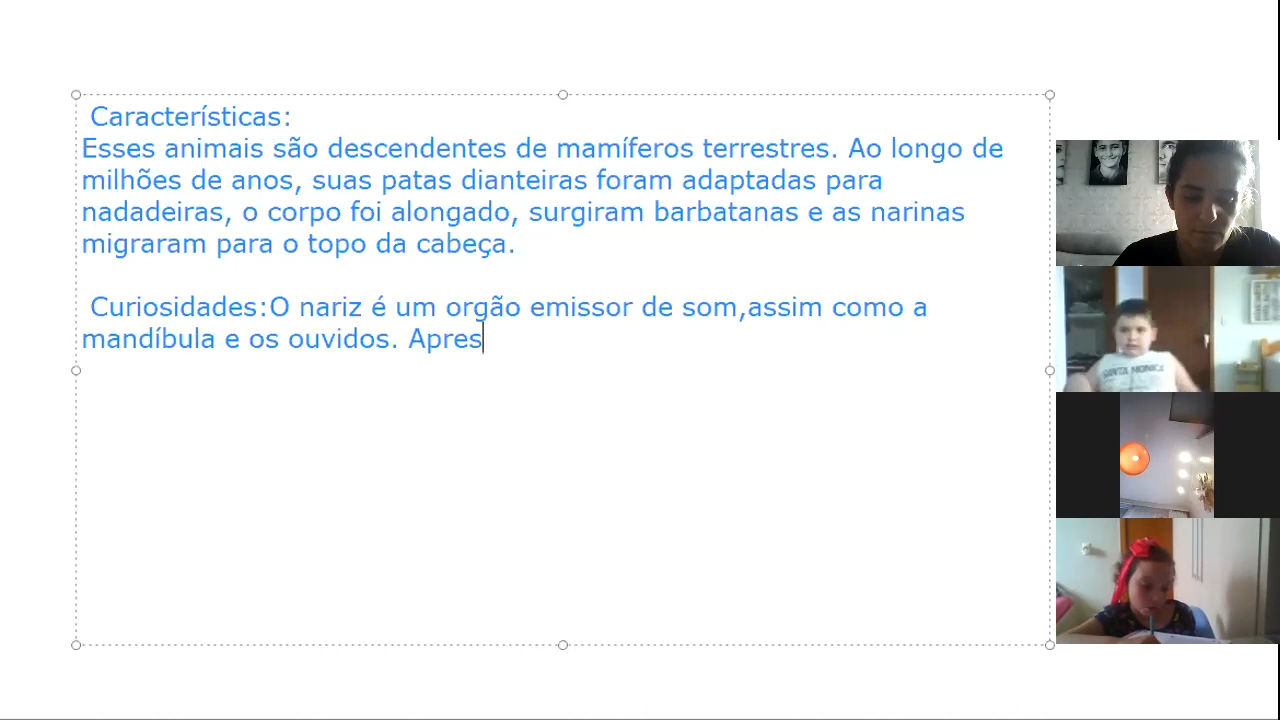 Características:
Esses animais são descendentes de mamíferos terrestres. Ao longo de
milhões de anos, suas patas dianteiras foram adaptadas para
nadadeiras, o corpo foi alongado, surgiram barbatanas e as narinas
migraram para o topo da cabeça.
Curiosidades:O nariz é um orgão emissor de som,assim como a
mandíbula e os ouvidos. Apres
SANTA MONICA